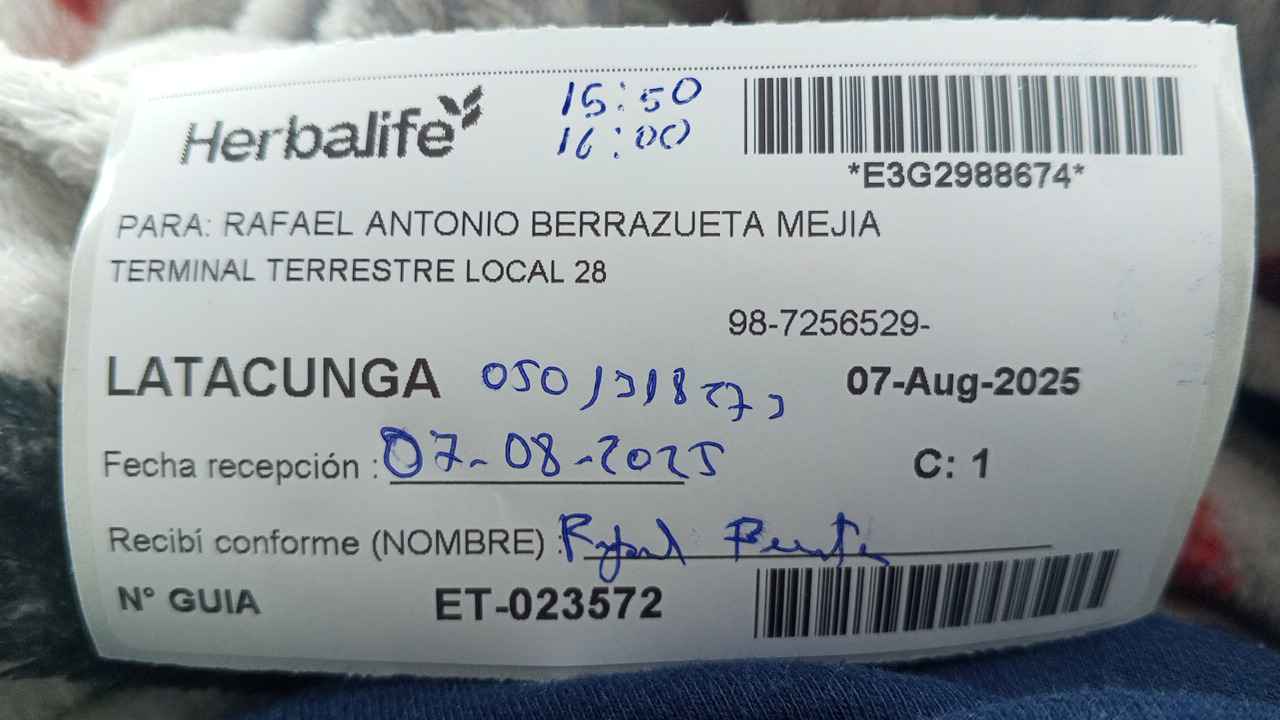 Herbalife
15:50
16:00
*E3G2988674*
PARA: RAFAEL ANTONIO BERRAZUETA MEJIA
TERMINAL TERRESTRE LOCAL 28
98-7256529-
LATACUNGA 07-Aug-2025
Fecha recepción : 07-08-2025 C: 1
Recibí conforme (NOMBRE) : Rafael
N° GUIA ET-023572